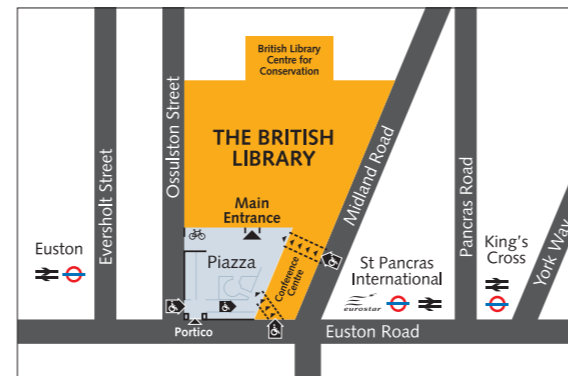 British Library
Centre for
Conservation
THE BRITISH
LIBRARY
Main
Entrance
Eversholt Street
Ossulston Street
Midland Road
Pancras Road
York Way
Euston
Piazza
Conference
Centre
St Pancras
International
eurostar
King's
Cross
Portico
Euston Road